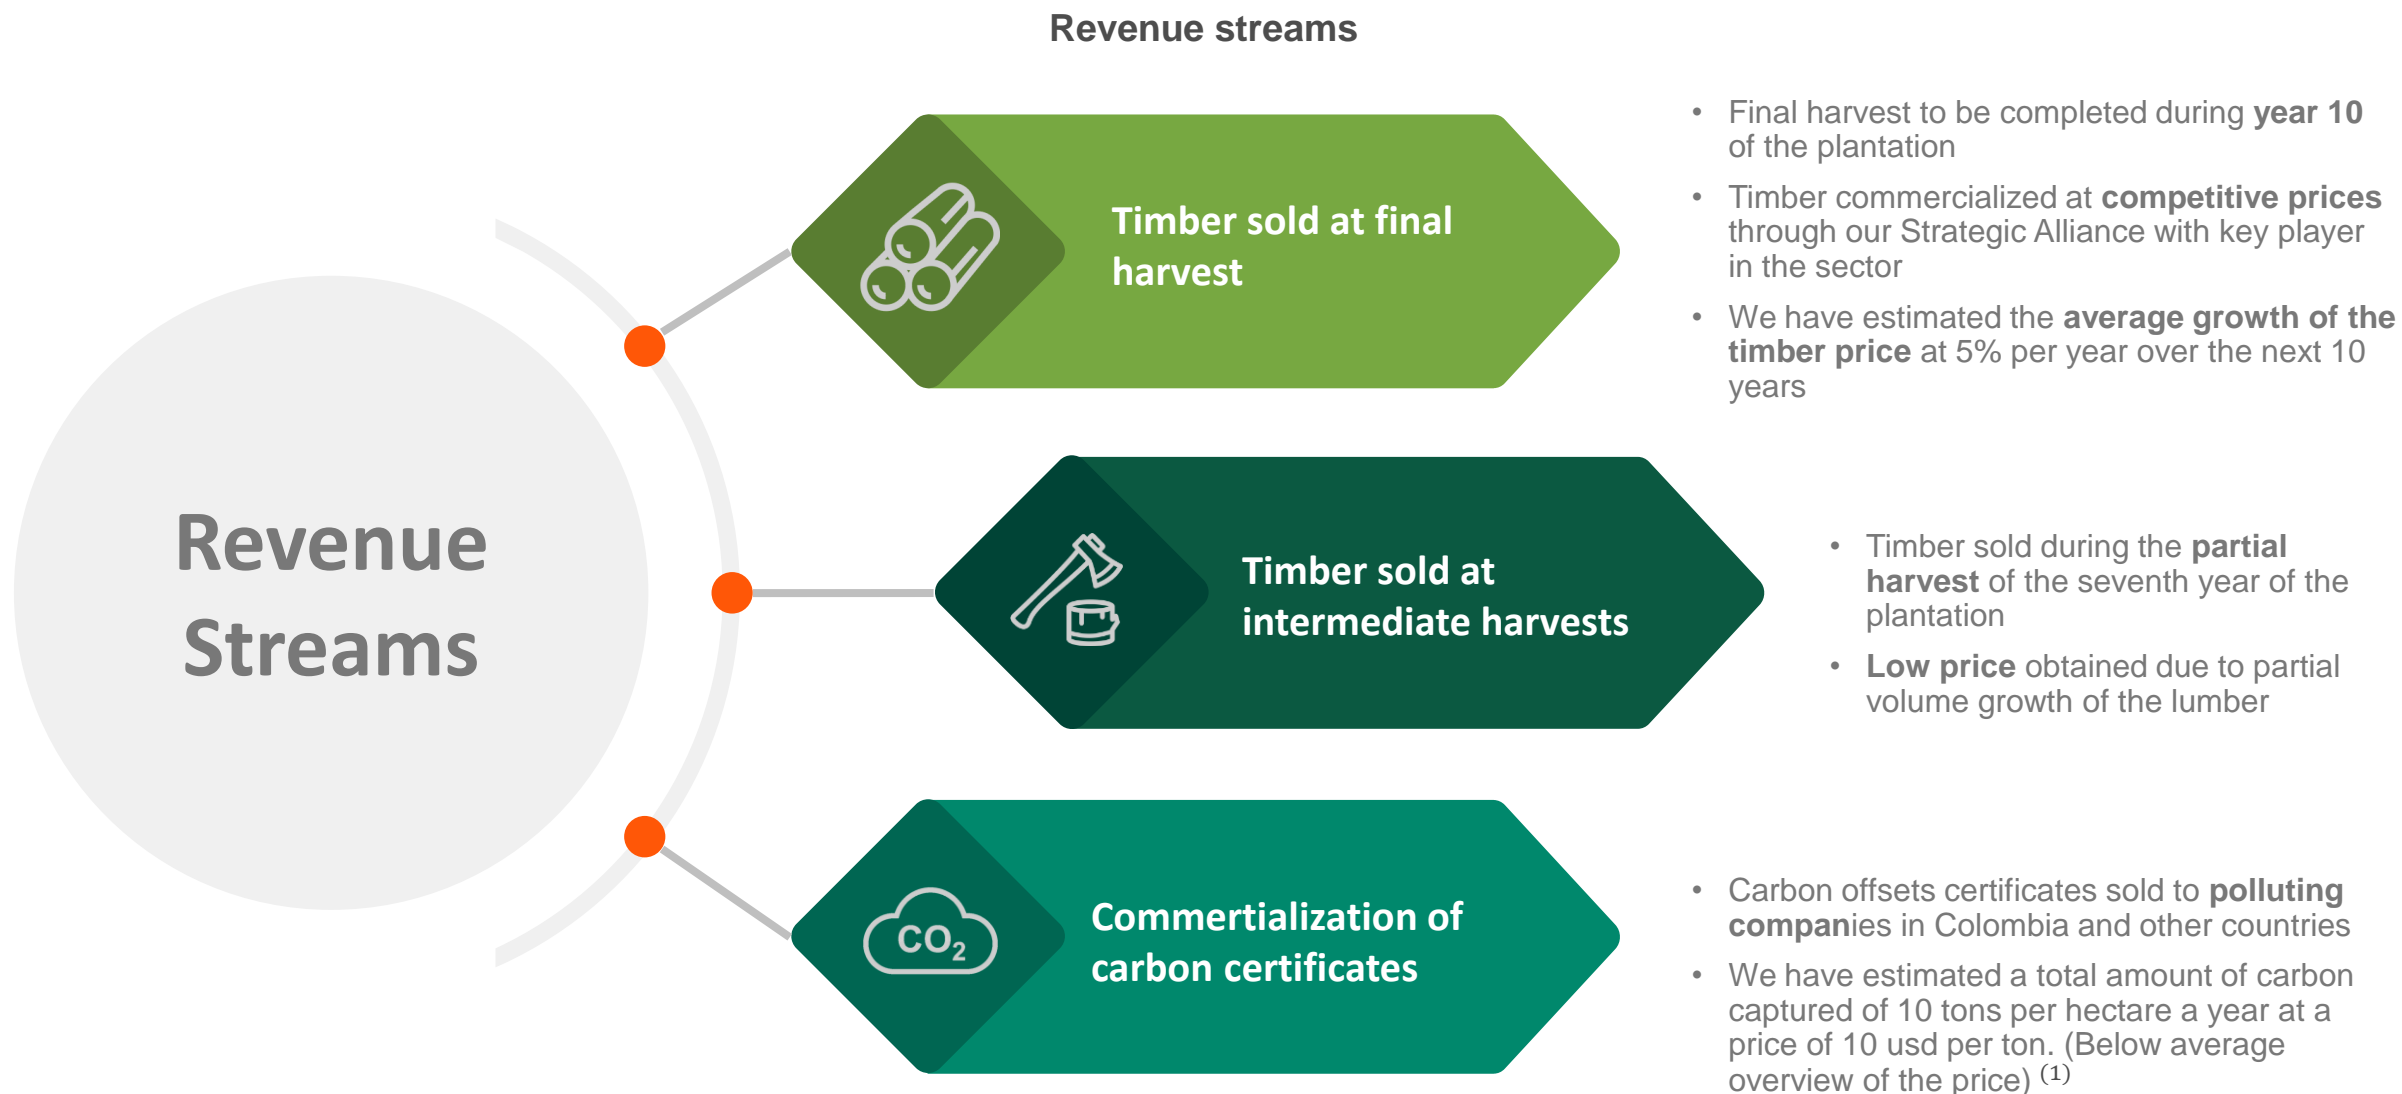 Revenue streams
Revenue
Streams
Timber sold at final
harvest
• Final harvest to be completed during year 10
of the plantation
• Timber commercialized at competitive prices
through our Strategic Alliance with key player
in the sector
• We have estimated the average growth of the
timber price at 5% per year over the next 10
years
Timber sold at
intermediate harvests
• Timber sold during the partial
harvest of the seventh year of the
plantation
• Low price obtained due to partial
volume growth of the lumber
CO₂
Commertialization of
carbon certificates
• Carbon offsets certificates sold to polluting
companies in Colombia and other countries
• We have estimated a total amount of carbon
captured of 10 tons per hectare a year at a
price of 10 usd per ton. (Below average
overview of the price) (1)